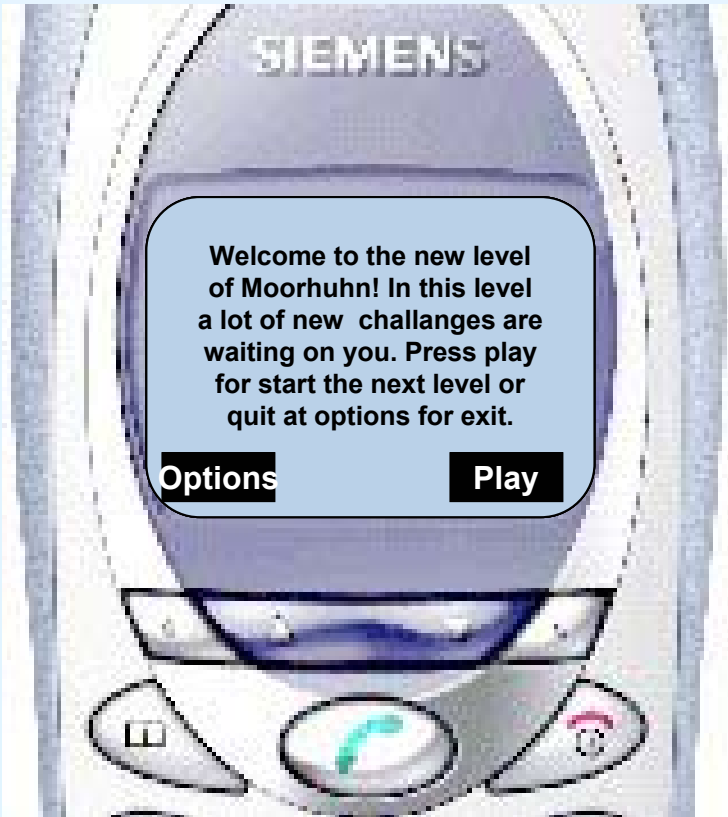 SIEMENS
Welcome to the new level
of Moorhuhn! In this level
a lot of new  challanges are
waiting on you. Press play
for start the next level or
quit at options for exit.
Options
Play